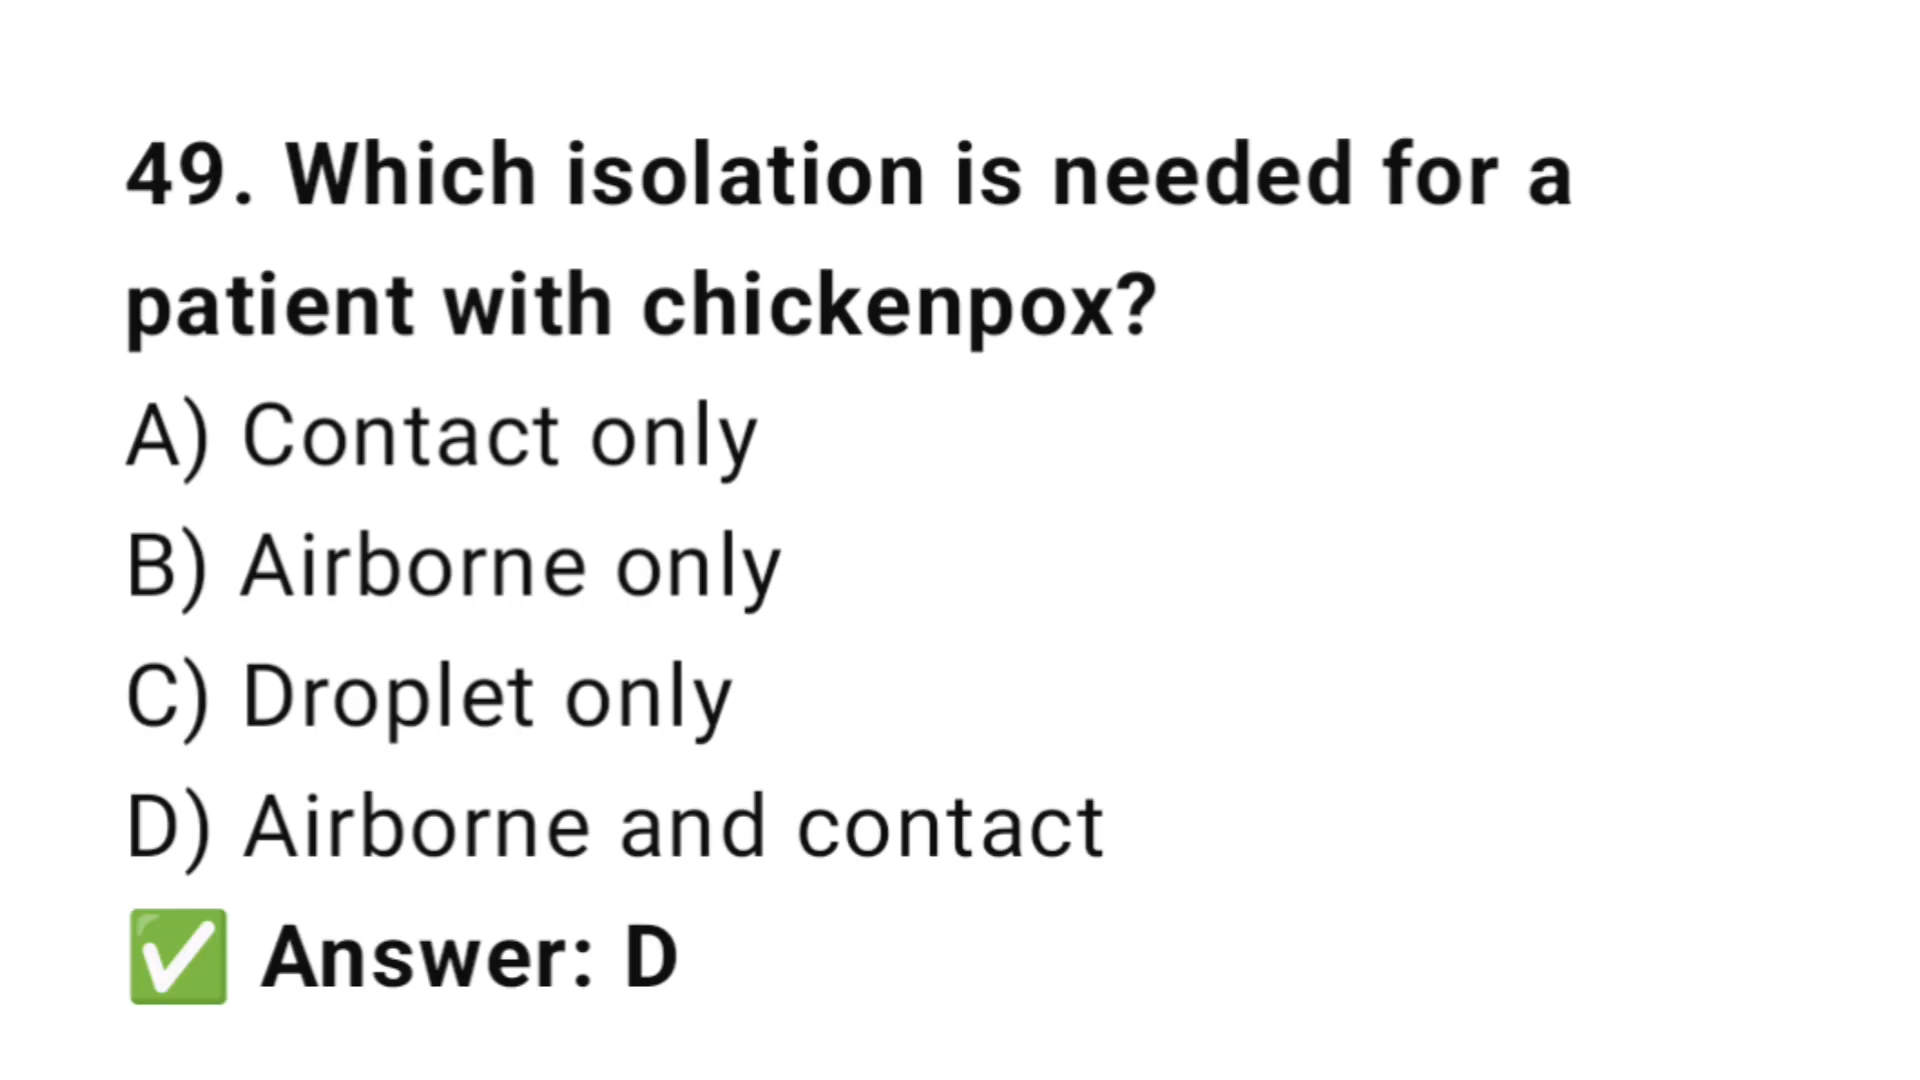 49. Which isolation is needed for a
patient with chickenpox?
A) Contact only
B) Airborne only
C) Droplet only
D) Airborne and contact
✅ Answer: D